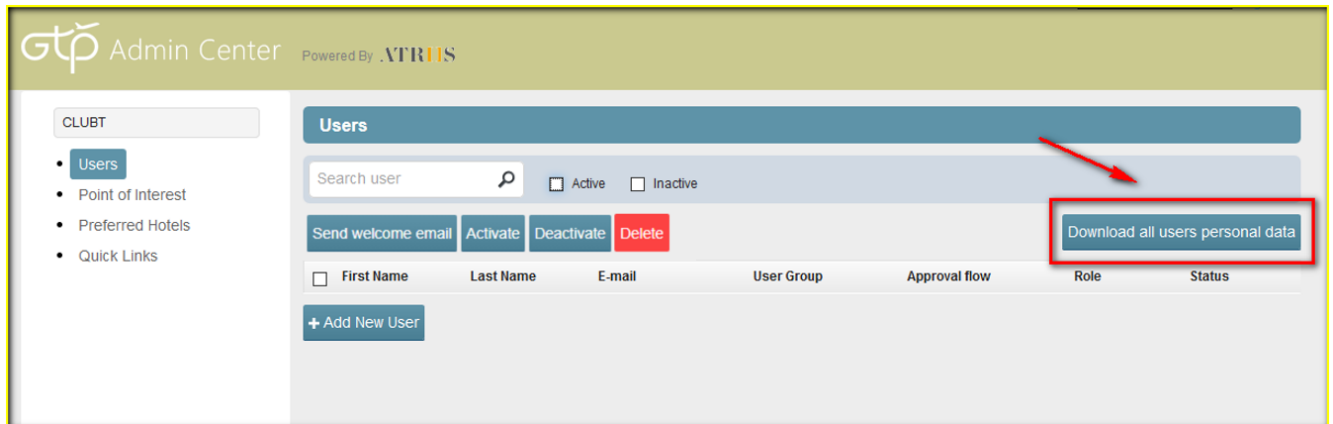 Gtp Admin Center Powered By ATRIIS
CLUBT
Users
Point of Interest
Preferred Hotels
Quick Links
Users
Search user Active Inactive
Send welcome email Activate Deactivate Delete Download all users personal data
First Name Last Name E-mail User Group Approval flow Role Status
+ Add New User